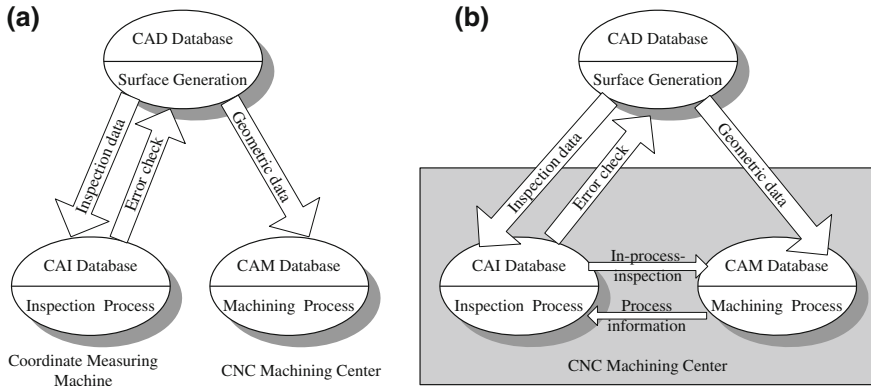 (a)
CAD Database
Surface Generation
Inspection data
Error check
Geometric data
CAI Database
Inspection Process
CAM Database
Machining Process
Coordinate Measuring
Machine
CNC Machining Center
(b)
CAD Database
Surface Generation
Inspection data
Error check
Geometric data
CAI Database
Inspection Process
In-process-
inspection
Process
information
CAM Database
Machining Process
CNC Machining Center